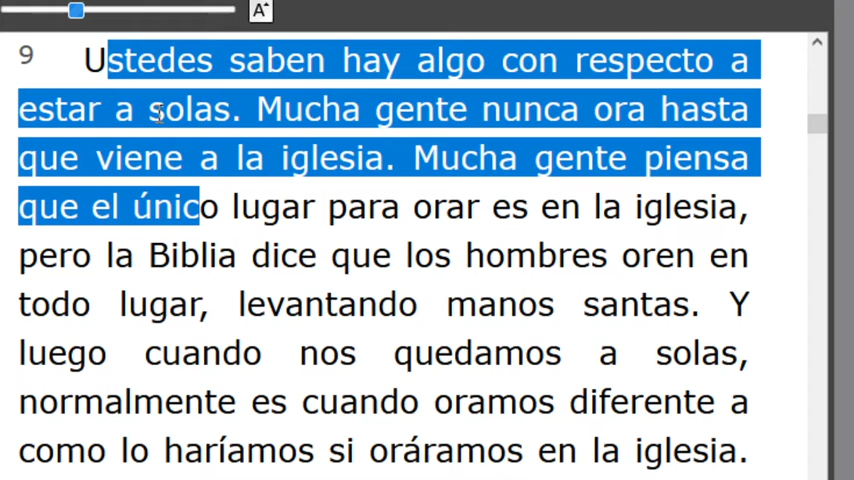 A
9 Ustedes saben hay algo con respecto a
estar a solas. Mucha gente nunca ora hasta
que viene a la iglesia. Mucha gente piensa
que el único lugar para orar es en la iglesia,
pero la Biblia dice que los hombres oren en
todo lugar, levantando manos santas. Y
luego cuando nos quedamos a solas,
normalmente es cuando oramos diferente a
como lo haríamos si oráramos en la iglesia.